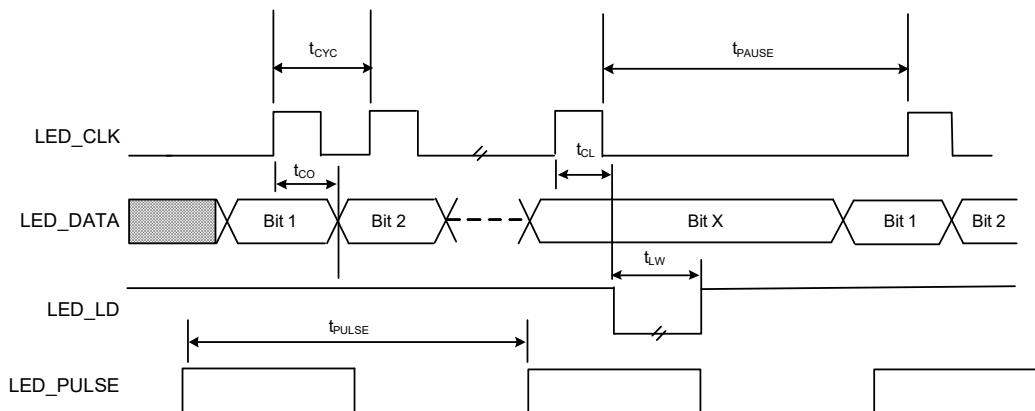 tCYC
tPAUSE
LED_CLK
tCL
tCO
LED_DATA
Bit 1
Bit 2
Bit X
Bit 1
Bit 2
tLW
LED_LD
tPULSE
LED_PULSE